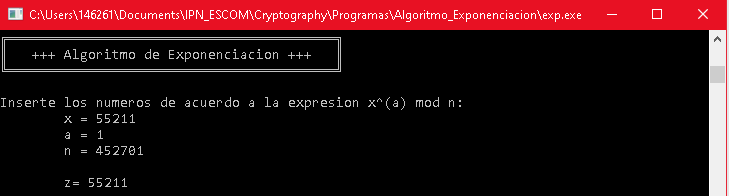 C:\Users\146261\Documents\IPN_ESCOM\Cryptography\Programas\Algoritmo_Exponenciacion\exp.exe
+++ Algoritmo de Exponenciacion +++
Inserte los numeros de acuerdo a la expresion x^(a) mod n:
x = 55211
a = 1
n = 452701
z= 55211